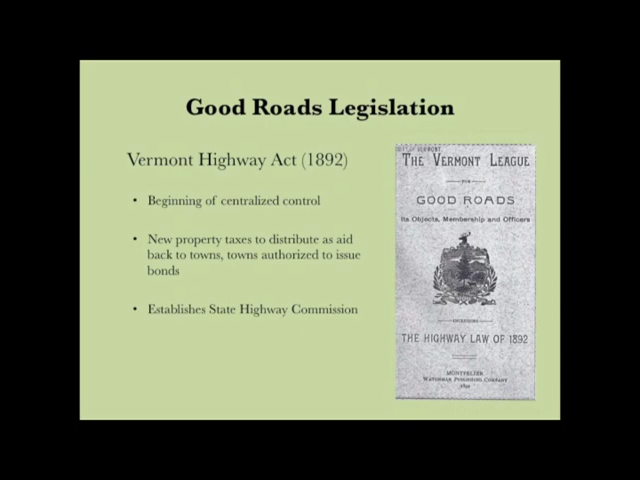 Good Roads Legislation
Vermont Highway Act (1892)
• Beginning of centralized control
• New property taxes to distribute as aid
back to towns, towns authorized to issue
bonds
• Establishes State Highway Commission
THE VERMONT LEAGUE
FOR
GOOD ROADS
Its Objects, Membership and Officers
THE HIGHWAY LAW OF 1892
MONTPELIER
WATCHMAN PUBLISHING COMPANY